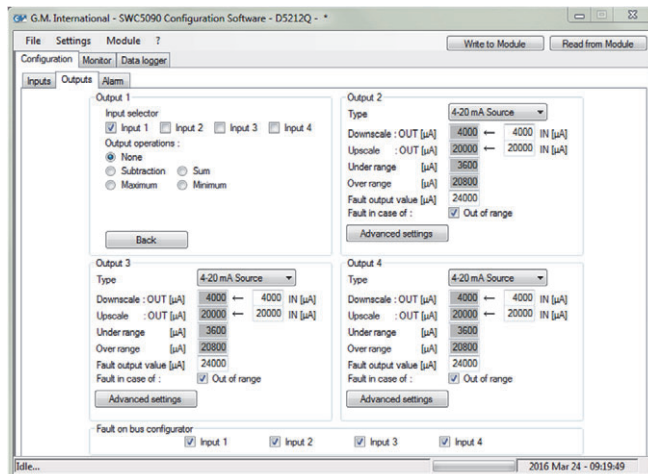 G.M. International - SWC5090 Configuration Software - D5212Q - *
File Settings Module ?
Write to Module Read from Module
Configuration Monitor Data logger
Inputs Outputs Alarm
Output 1
Input selector
Input 1 Input 2 Input 3 Input 4
Output operations :
None
Subtraction Sum
Maximum Minimum
Back
Output 2
Type 4-20 mA Source
Downscale : OUT [µA] 4000 ← 4000 IN [µA]
Upscale : OUT [µA] 20000 ← 20000 IN [µA]
Under range [µA] 3600
Over range [µA] 20800
Fault output value [µA] 24000
Fault in case of : Out of range
Advanced settings
Output 3
Type 4-20 mA Source
Downscale : OUT [µA] 4000 ← 4000 IN [µA]
Upscale : OUT [µA] 20000 ← 20000 IN [µA]
Under range [µA] 3600
Over range [µA] 20800
Fault output value [µA] 24000
Fault in case of : Out of range
Advanced settings
Output 4
Type 4-20 mA Source
Downscale : OUT [µA] 4000 ← 4000 IN [µA]
Upscale : OUT [µA] 20000 ← 20000 IN [µA]
Under range [µA] 3600
Over range [µA] 20800
Fault output value [µA] 24000
Fault in case of : Out of range
Advanced settings
Fault on bus configurator
Input 1 Input 2 Input 3 Input 4
Idle... 2016 Mar 24 - 09:19:49